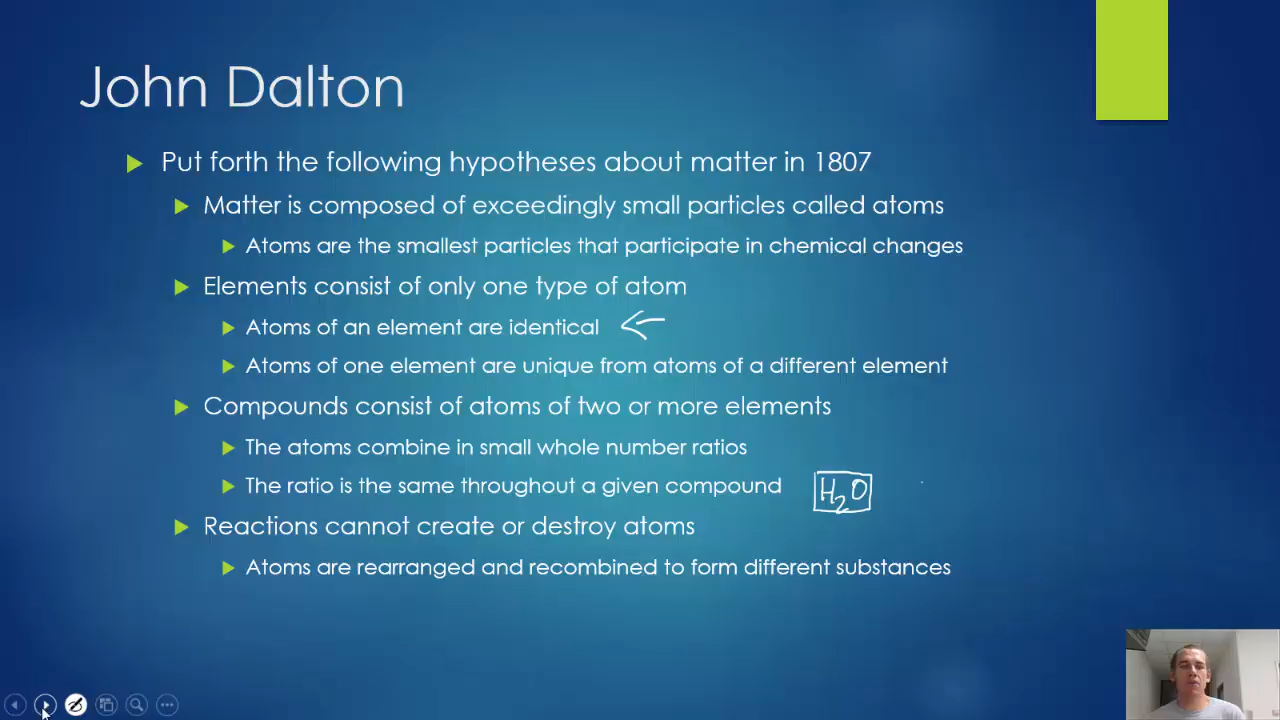 John Dalton
Put forth the following hypotheses about matter in 1807
Matter is composed of exceedingly small particles called atoms
Atoms are the smallest particles that participate in chemical changes
Elements consist of only one type of atom
Atoms of an element are identical
Atoms of one element are unique from atoms of a different element
Compounds consist of atoms of two or more elements
The atoms combine in small whole number ratios
The ratio is the same throughout a given compound H₂O
Reactions cannot create or destroy atoms
Atoms are rearranged and recombined to form different substances